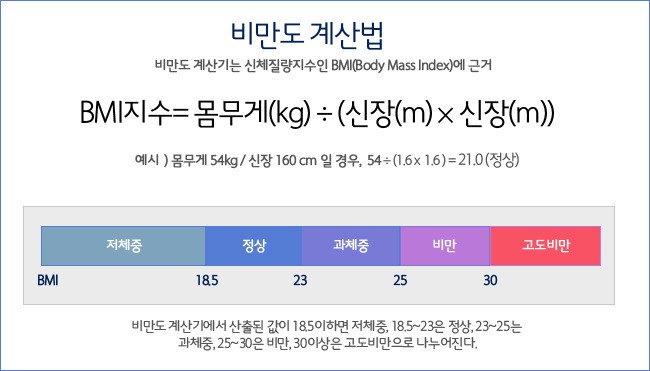 비만도 계산법
비만도 계산기는 신체질량지수인 BMI(Body Mass Index)에 근거
BMI지수= 몸무게(kg) ÷ (신장(m) × 신장(m))
예시 ) 몸무게 54kg / 신장 160 cm 일 경우, 54 ÷ (1.6 x 1.6 ) = 21.0 (정상)
저체중 정상 과체중 비만 고도비만
BMI 18.5 23 25 30
비만도 계산기에서 산출된 값이 18.5이하면 저체중, 18.5~23은 정상, 23~25는
과체중, 25~30은 비만, 30이상은 고도비만으로 나누어진다.